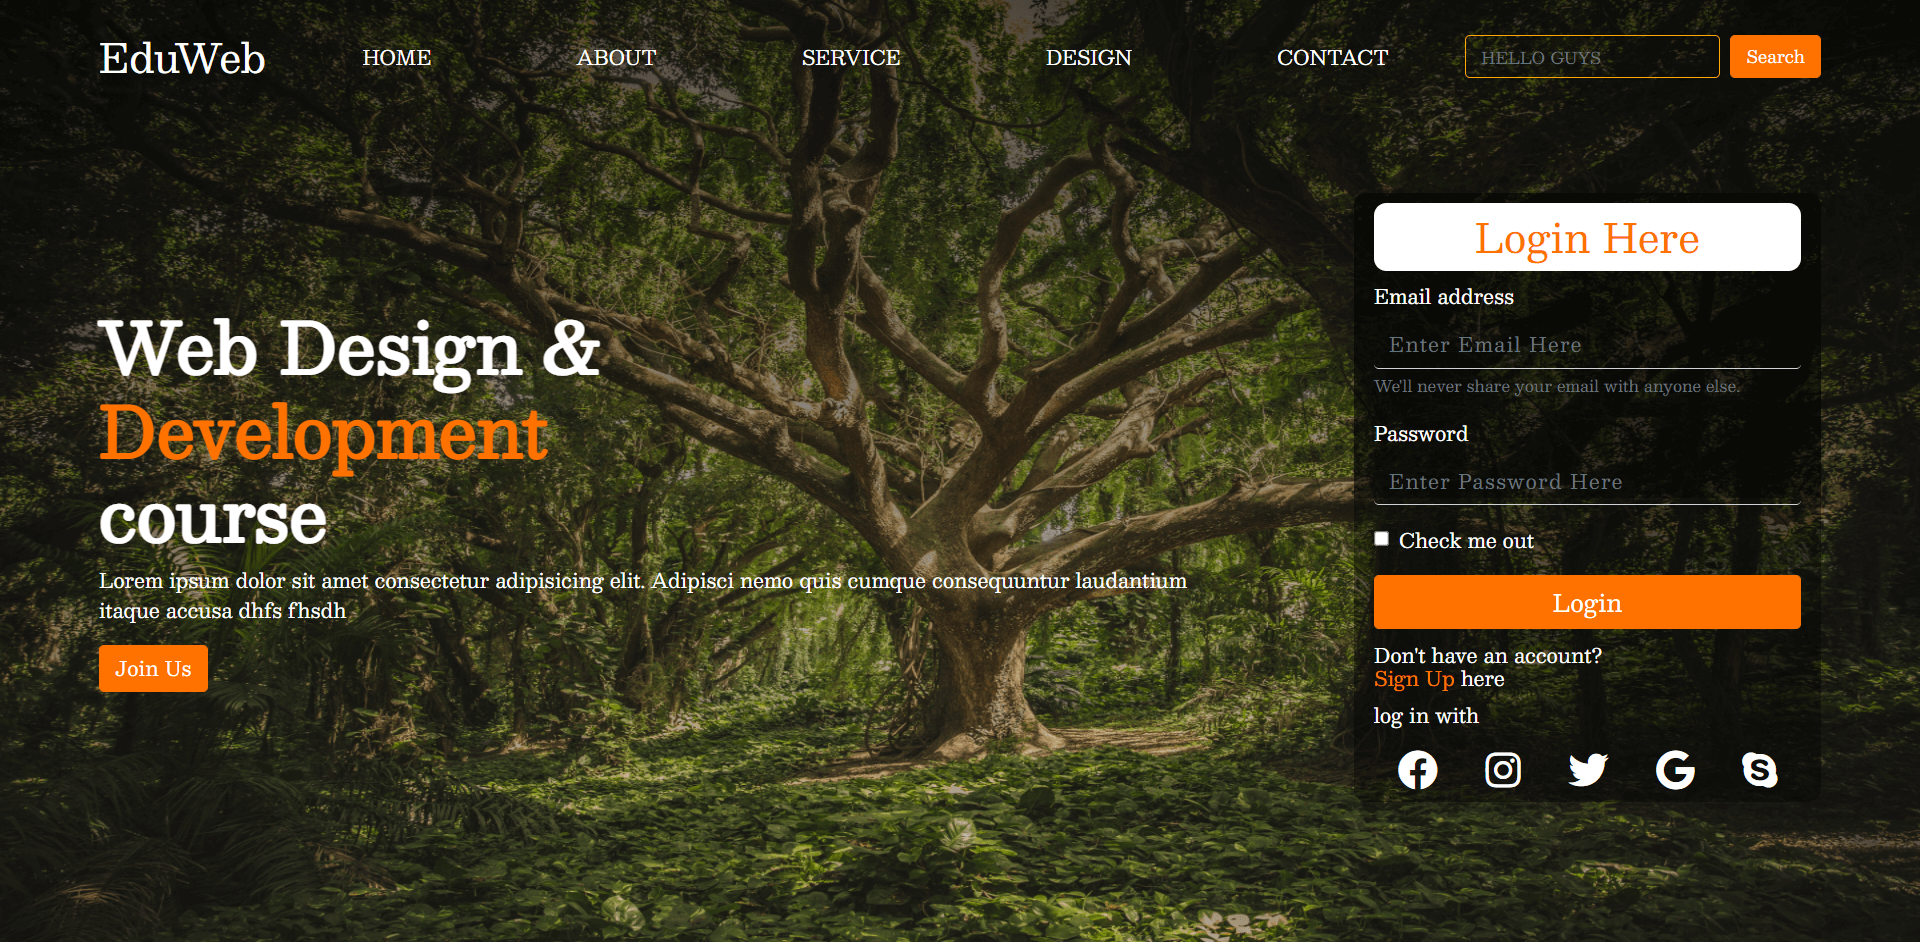 EduWeb HOME ABOUT SERVICE DESIGN CONTACT HELLO GUYS Search
Web Design &
Development
course
Lorem ipsum dolor sit amet consectetur adipisicing elit. Adipisci nemo quis cumque consequuntur laudantium
itaque accusa dhfs fhsdh
Join Us
Login Here
Email address
Enter Email Here
We'll never share your email with anyone else.
Password
Enter Password Here
Check me out
Login
Don't have an account?
Sign Up here
log in with